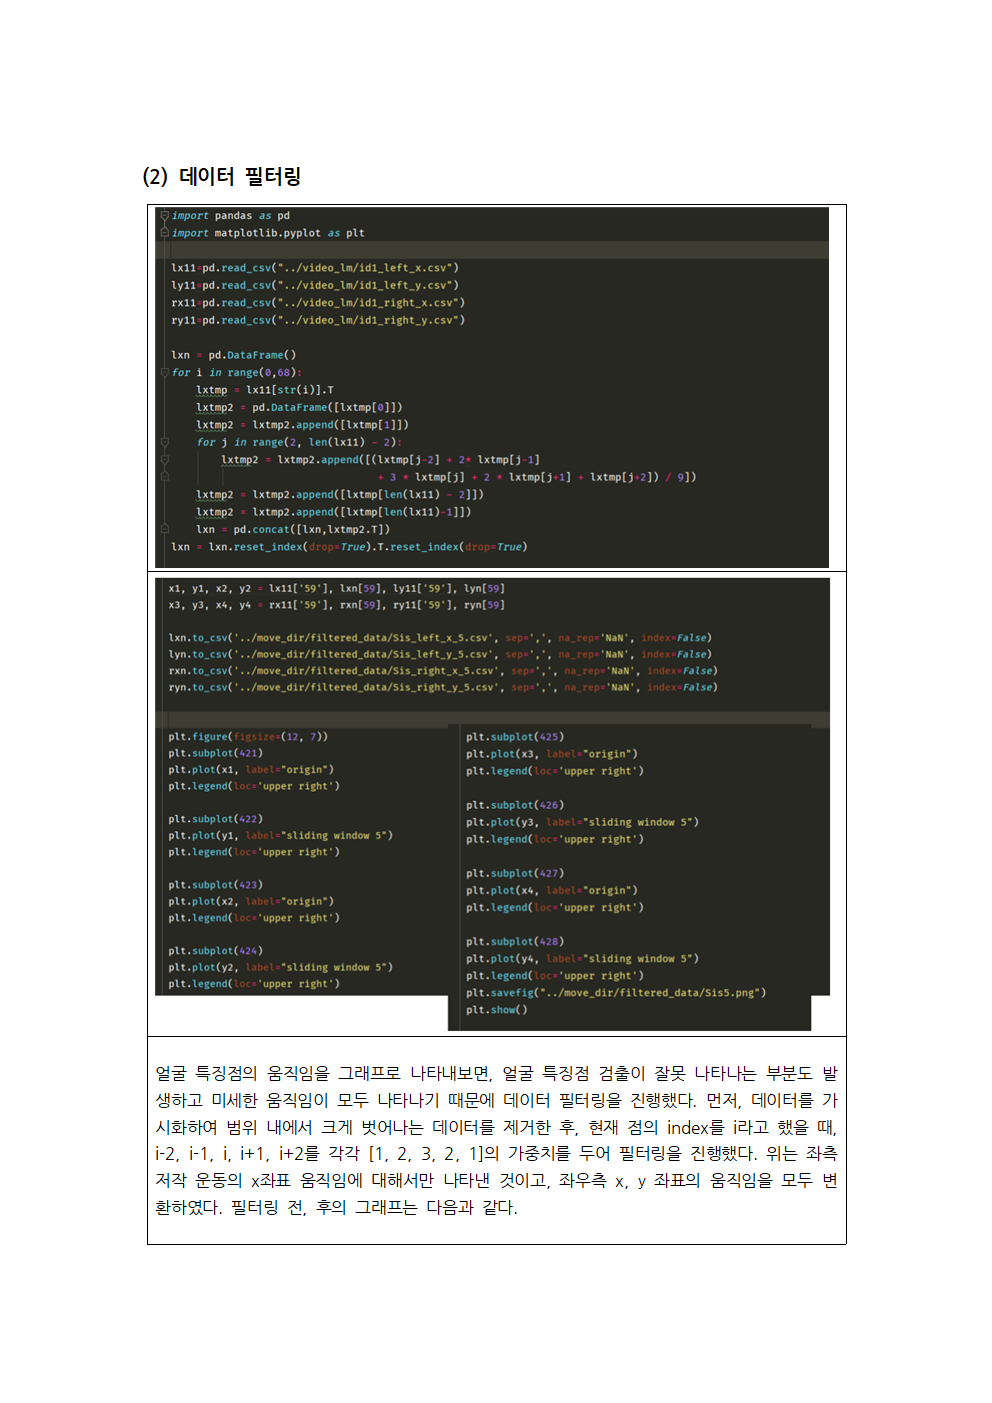 (2) 데이터 필터링
import pandas as pd
import matplotlib.pyplot as plt
lx11=pd.read_csv("../video_lm/id1_left_x.csv")
ly11=pd.read_csv("../video_lm/id1_left_y.csv")
rx11=pd.read_csv("../video_lm/id1_right_x.csv")
ry11=pd.read_csv("../video_lm/id1_right_y.csv")
lxn = pd.DataFrame()
for i in range(0,68):
    lxtmp = lx11[str(i)].T
    lxtmp2 = pd.DataFrame([lxtmp[0]])
    lxtmp2 = lxtmp2.append([lxtmp[1]])
    for j in range(2, len(lx11) - 2):
        lxtmp2 = lxtmp2.append([(lxtmp[j-2] + 2* lxtmp[j-1]
                                 + 3 * lxtmp[j] + 2 * lxtmp[j+1] + lxtmp[j+2]) / 9])
    lxtmp2 = lxtmp2.append([lxtmp[len(lx11) - 2]])
    lxtmp2 = lxtmp2.append([lxtmp[len(lx11)-1]])
    lxn = pd.concat([lxn,lxtmp2.T])
lxn = lxn.reset_index(drop=True).T.reset_index(drop=True)
x1, y1, x2, y2 = lx11['59'], lxn[59], ly11['59'], lyn[59]
x3, y3, x4, y4 = rx11['59'], rxn[59], ry11['59'], ryn[59]
lxn.to_csv('../move_dir/filtered_data/Sis_left_x_5.csv', sep=',', na_rep='NaN', index=False)
lyn.to_csv('../move_dir/filtered_data/Sis_left_y_5.csv', sep=',', na_rep='NaN', index=False)
rxn.to_csv('../move_dir/filtered_data/Sis_right_x_5.csv', sep=',', na_rep='NaN', index=False)
ryn.to_csv('../move_dir/filtered_data/Sis_right_y_5.csv', sep=',', na_rep='NaN', index=False)
plt.figure(figsize=(12, 7))
plt.subplot(421)
plt.plot(x1, label="origin")
plt.legend(loc='upper right')
plt.subplot(422)
plt.plot(y1, label="sliding window 5")
plt.legend(loc='upper right')
plt.subplot(423)
plt.plot(x2, label="origin")
plt.legend(loc='upper right')
plt.subplot(424)
plt.plot(y2, label="sliding window 5")
plt.legend(loc='upper right')
plt.subplot(425)
plt.plot(x3, label="origin")
plt.legend(loc='upper right')
plt.subplot(426)
plt.plot(y3, label="sliding window 5")
plt.legend(loc='upper right')
plt.subplot(427)
plt.plot(x4, label="origin")
plt.legend(loc='upper right')
plt.subplot(428)
plt.plot(y4, label="sliding window 5")
plt.legend(loc='upper right')
plt.savefig("../move_dir/filtered_data/Sis5.png")
plt.show()
얼굴 특징점의 움직임을 그래프로 나타내보면, 얼굴 특징점 검출이 잘못 나타나는 부분도 발
생하고 미세한 움직임이 모두 나타나기 때문에 데이터 필터링을 진행했다. 먼저, 데이터를 가
시화하여 범위 내에서 크게 벗어나는 데이터를 제거한 후, 현재 점의 index를 i라고 했을 때,
i-2, i-1, i, i+1, i+2를 각각 [1, 2, 3, 2, 1]의 가중치를 두어 필터링을 진행했다. 위는 좌측
저작 운동의 x좌표 움직임에 대해서만 나타낸 것이고, 좌우측 x, y 좌표의 움직임을 모두 변
환하였다. 필터링 전, 후의 그래프는 다음과 같다.